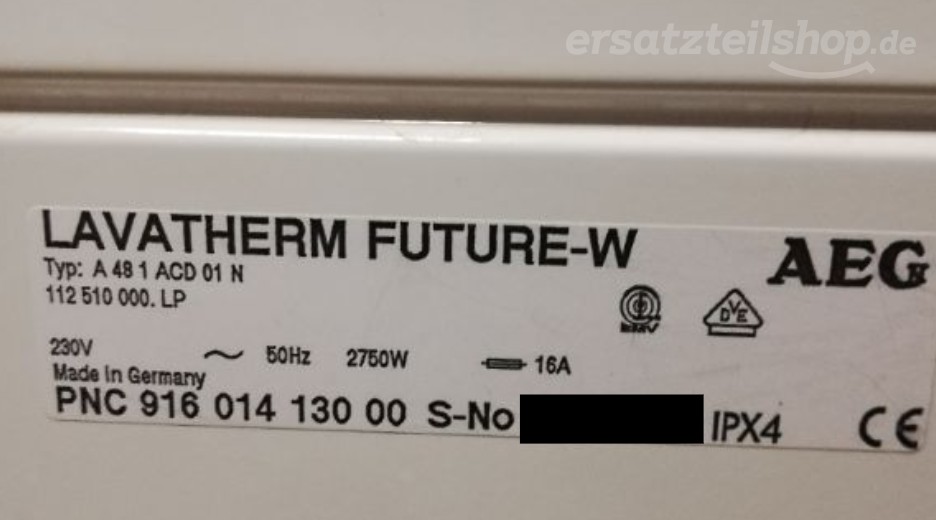 ersatzteilshop.de
LAVATHERM FUTURE-W AEG
Typ: A 48 1 ACD 01 N
112 510 000. LP
DVE
230V ~ 50Hz 2750W 16A
Made in Germany
PNC 916 014 130 00 S-No IPX4 CE